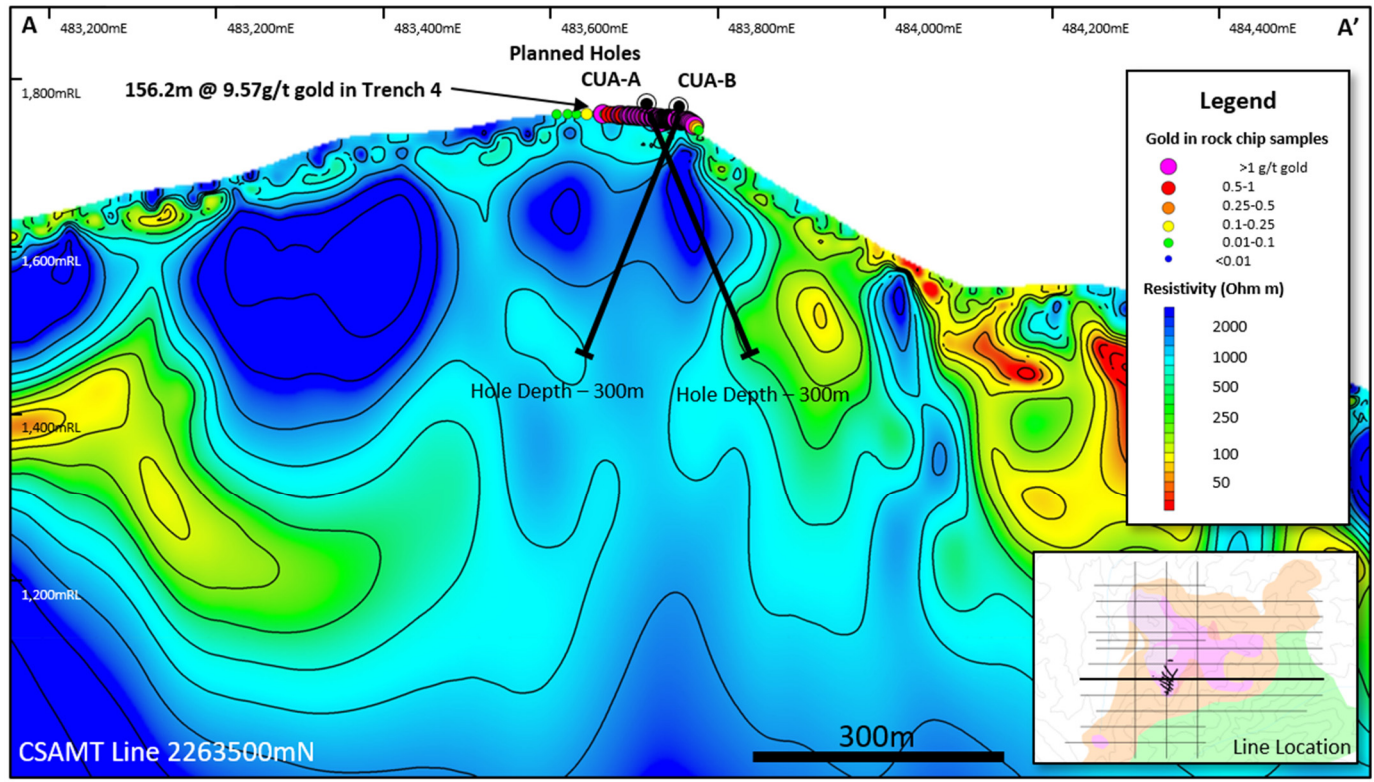 A
483,200mE
483,200mE
483,400mE
483,600mE
483,800mE
484,000mE
484,200mE
484,400mE
A’
Planned Holes
CUA-A
CUA-B
156.2m @ 9.57g/t gold in Trench 4
1,800mRL
1,600mRL
1,400mRL
1,200mRL
Hole Depth – 300m
Hole Depth – 300m
Legend
Gold in rock chip samples
>1 g/t gold
0.5-1
0.25-0.5
0.1-0.25
0.01-0.1
<0.01
Resistivity (Ohm m)
2000
1000
500
250
100
50
300m
CSAMT Line 2263500mN
Line Location